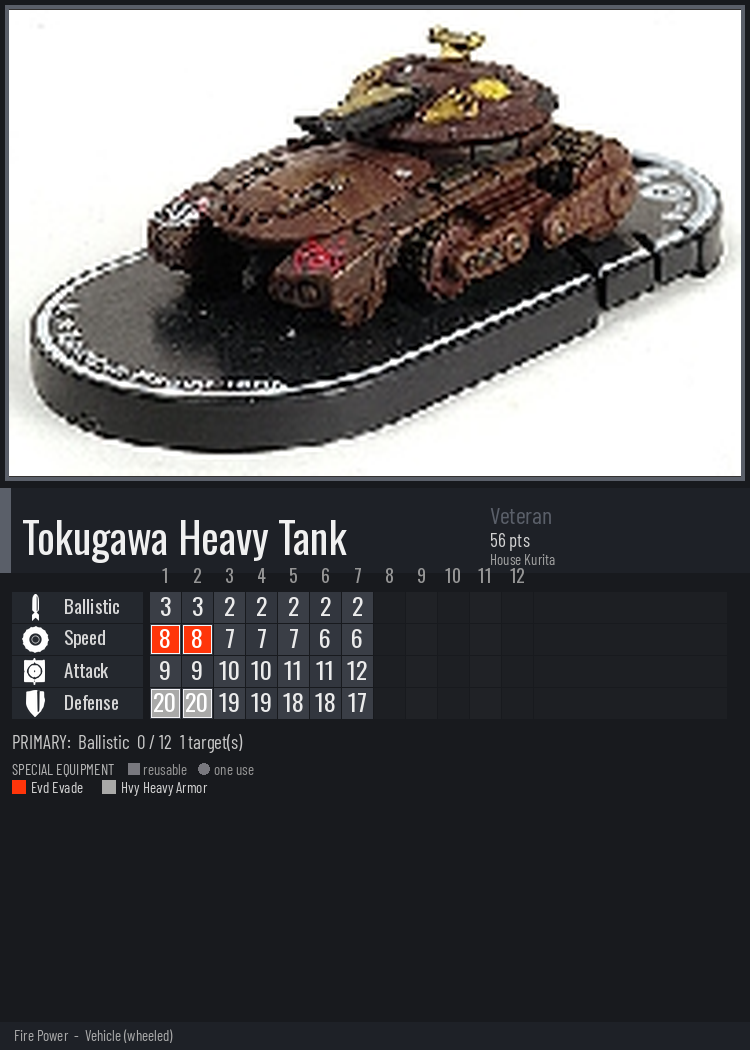 Tokugawa Heavy Tank
Veteran
56 pts
House Kurita
1 2 3 4 5 6 7 8 9 10 11 12
Ballistic 3 3 2 2 2 2 2
Speed 8 8 7 7 7 6 6
Attack 9 9 10 10 11 11 12
Defense 20 20 19 19 18 18 17
PRIMARY: Ballistic 0 / 12 1 target(s)
SPECIAL EQUIPMENT reusable one use
Evd Evade Hvy Heavy Armor
Fire Power - Vehicle (wheeled)